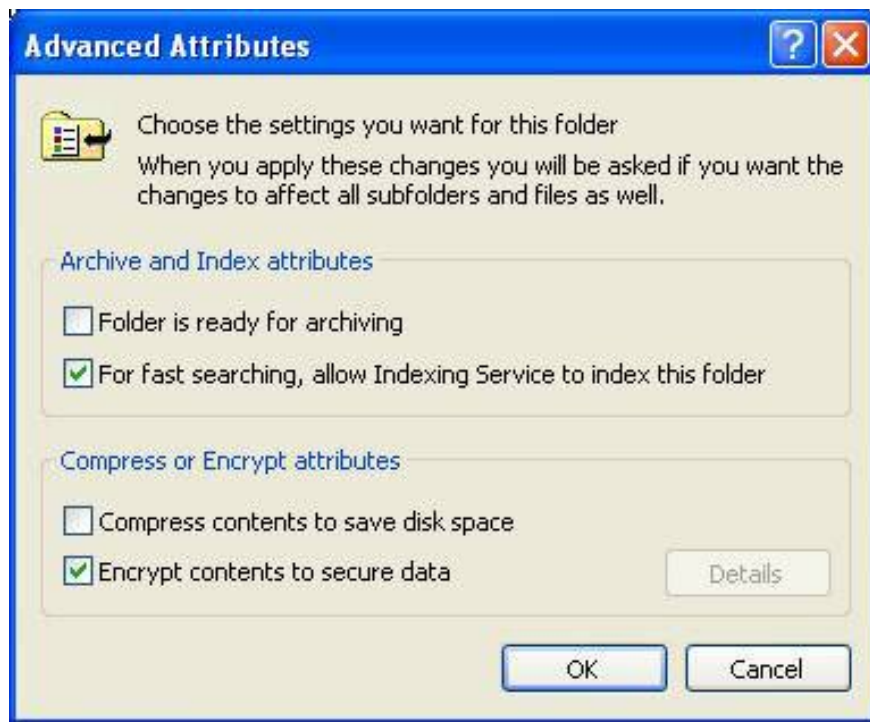 Advanced Attributes
?
Choose the settings you want for this folder
When you apply these changes you will be asked if you want the
changes to affect all subfolders and files as well.
Archive and Index attributes
Folder is ready for archiving
For fast searching, allow Indexing Service to index this folder
Compress or Encrypt attributes
Compress contents to save disk space
Encrypt contents to secure data
Details
OK
Cancel